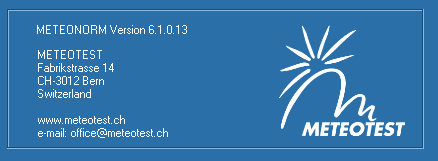 METEONORM Version 6.1.0.13
METEOTEST
Fabrikstrasse 14
CH-3012 Bern
Switzerland
www.meteotest.ch
e-mail: office@meteotest.ch
METEOTEST